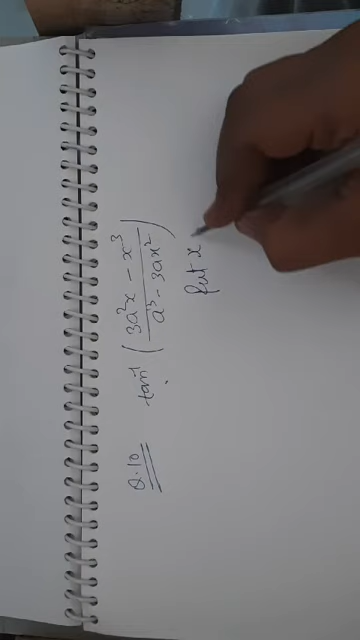 Q.10 tan⁻¹ ( 3a²x - x³ / a³ - 3ax² )
Put x